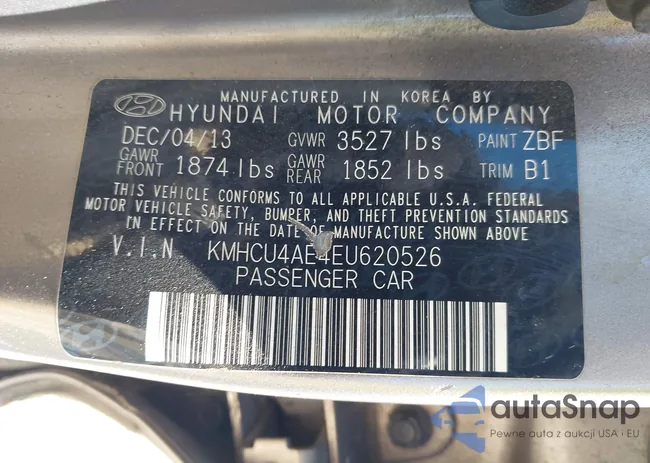 MANUFACTURED IN KOREA BY
HYUNDAI MOTOR COMPANY
DEC/04/13 GVWR 3527 lbs PAINT ZBF
GAWR FRONT 1874 lbs GAWR REAR 1852 lbs TRIM B1
THIS VEHICLE CONFORMS TO ALL APPLICABLE U.S.A. FEDERAL
MOTOR VEHICLE SAFETY, BUMPER, AND THEFT PREVENTION STANDARDS
IN EFFECT ON THE DATE OF MANUFACTURE SHOWN ABOVE
V.I.N KMHCU4AE4EU620526
PASSENGER CAR
autaSnap
Pewne auta z aukcji USA i EU